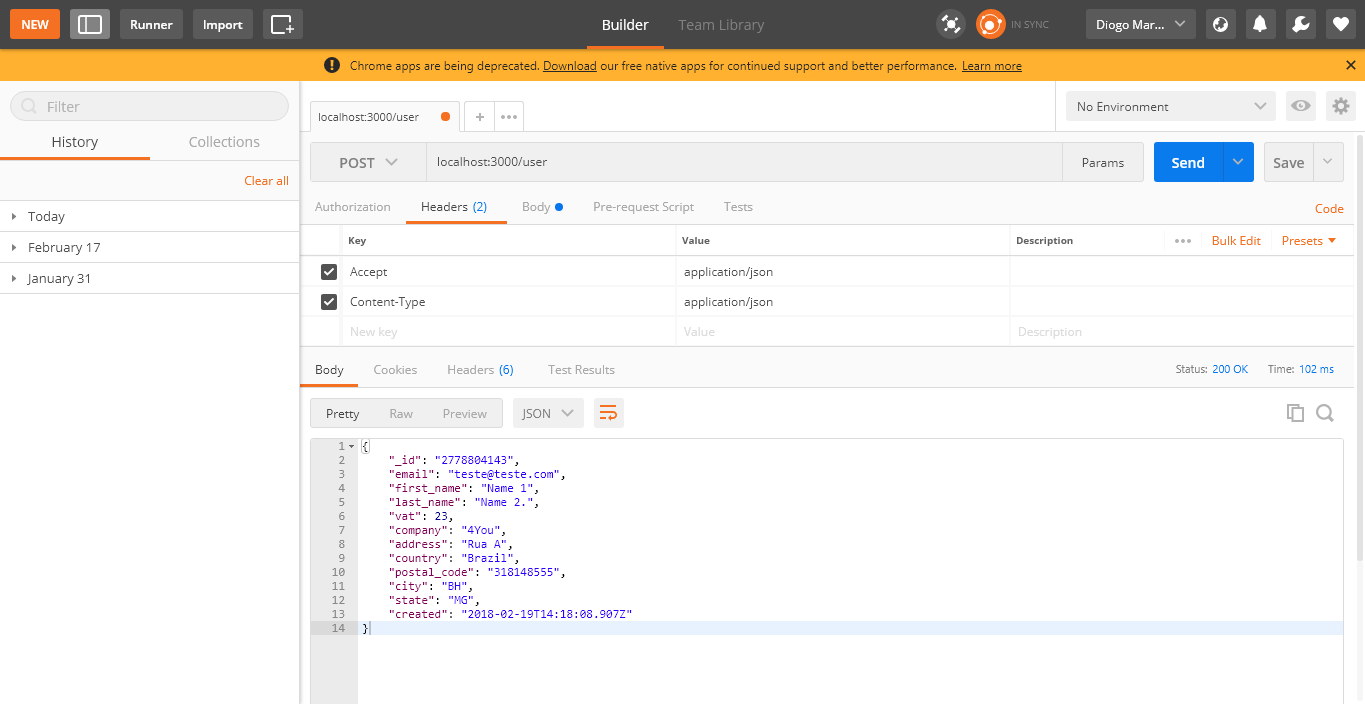 NEW Runner Import Builder Team Library IN SYNC Diogo Mar...
Chrome apps are being deprecated. Download our free native apps for continued support and better performance. Learn more
Filter
History Collections
Clear all
Today
February 17
January 31
localhost:3000/user + •••
No Environment
POST localhost:3000/user Params Send Save
Authorization Headers (2) Body Pre-request Script Tests Code
Key Value Description ••• Bulk Edit Presets
Accept application/json
Content-Type application/json
New key Value Description
Body Cookies Headers (6) Test Results Status: 200 OK Time: 102 ms
Pretty Raw Preview JSON
1 {
2 "_id": "2778804143",
3 "email": "teste@teste.com",
4 "first_name": "Name 1",
5 "last_name": "Name 2.",
6 "vat": 23,
7 "company": "4You",
8 "address": "Rua A",
9 "country": "Brazil",
10 "postal_code": "318148555",
11 "city": "BH",
12 "state": "MG",
13 "created": "2018-02-19T14:18:08.907Z"
14 }